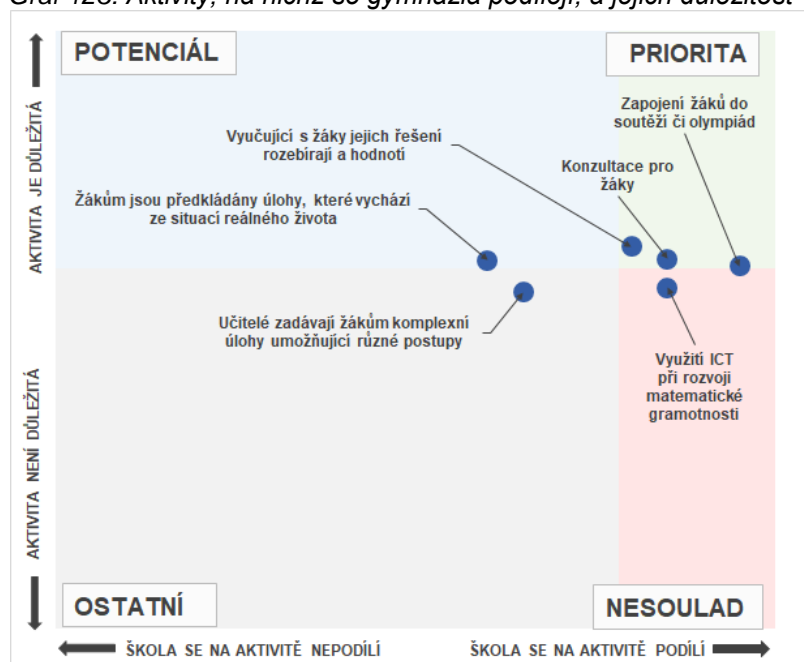 Graf 123: Aktivity, na nichž se gymnázia podílejí, a jejich důležitost
POTENCIÁL
PRIORITA
Zapojení žáků do
soutěží či olympiád
Vyučující s žáky jejich řešení
rozebírají a hodnotí
Konzultace pro
žáky
Žákům jsou předkládány úlohy, které vychází
ze situací reálného života
Učitelé zadávají žákům komplexní
úlohy umožňující různé postupy
Využití ICT
při rozvoji
matematické
gramotnosti
AKTIVITA JE DŮLEŽITÁ
AKTIVITA NENÍ DŮLEŽITÁ
OSTATNÍ
NESOULAD
ŠKOLA SE NA AKTIVITĚ NEPODÍLÍ
ŠKOLA SE NA AKTIVITĚ PODÍLÍ